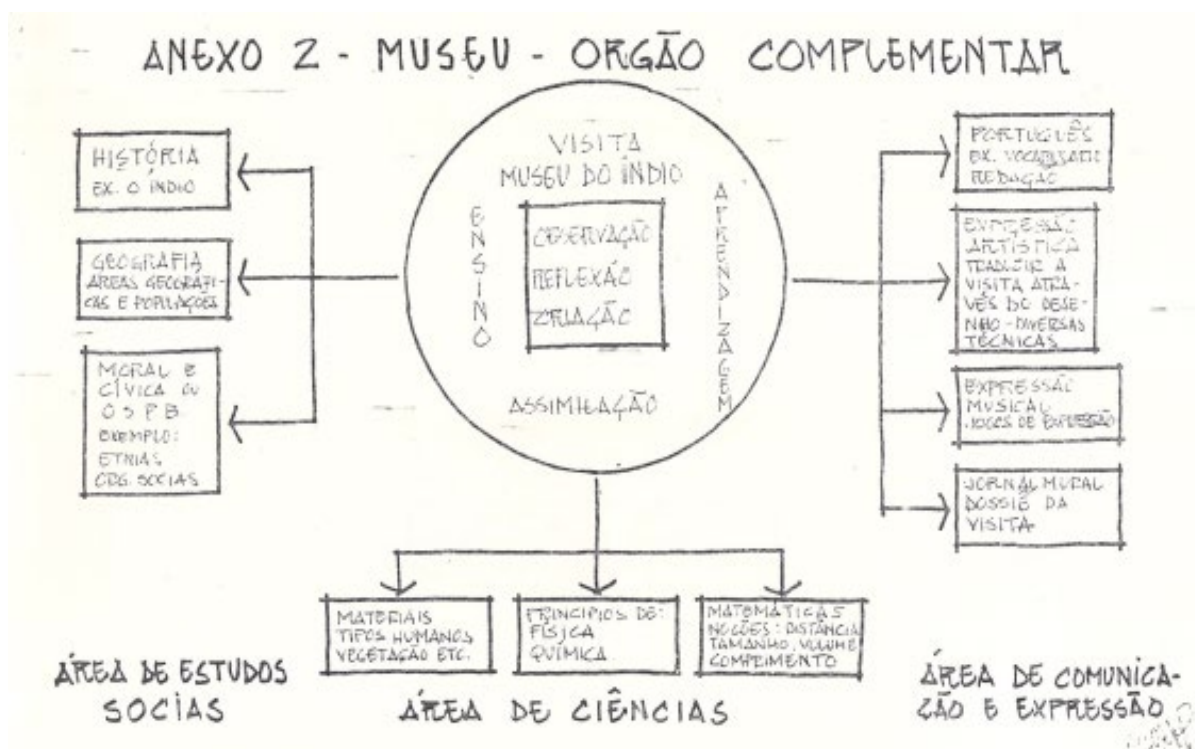 ANEXO 2 - MUSEU - ORGÃO COMPLEMENTAR
HISTÓRIA
EX. O ÍNDIO
GEOGRAFIA
ÁREAS GEOGRÁFI-
CAS E POPULAÇÕES
MORAL E
CÍVICA OU
O S P B
EXEMPLO:
ETNIAS
ORG. SOCIAS
ÁREA DE ESTUDOS
SOCIAS
VISITA
MUSEU DO ÍNDIO
ENSINO
OBSERVAÇÃO
REFLEXÃO
CRIAÇÃO
APRENDIZAGEM
ASSIMILAÇÃO
MATERIAIS
TIPOS HUMANOS
VEGETAÇÃO ETC.
PRINCIPIOS DE:
FÍSICA
QUÍMICA
MATEMÁTICAS
NOÇÕES: DISTÂNCIA
TAMANHO, VOLUME
COMPRIMENTO
ÁREA DE CIÊNCIAS
PORTUGUÊS
EX. VOCABULÁRIO
REDAÇÃO
EXPRESSÃO
ARTÍSTICA
TRADUZIR A
VISITA ATRA-
VÉS DO DESE-
NHO - DIVERSAS
TÉCNICAS
EXPRESSÃO
MUSICAL
JOGOS DE EXPRESSÃO
JORNAL MURAL
DOSSIÊ DA
VISITA
ÁREA DE COMUNICA-
ÇÃO E EXPRESSÃO